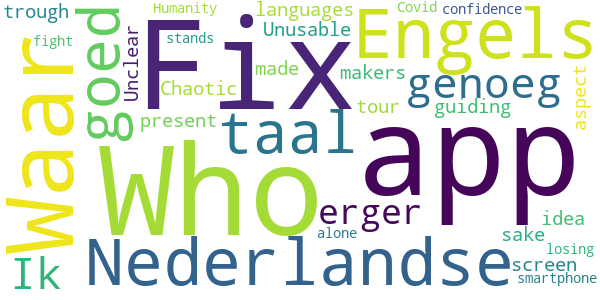 trough
Humanity
languages
Covid
confidence
fight
stands
Unusable
Engels
Waar
goed
Unclear
Fix
Chaotic
made
makers
genoeg
aspect
present
taal
tour
guiding
Who
app
erger
idea
Nederlandse
alone
sake
losing
Ik
screen
smartphone